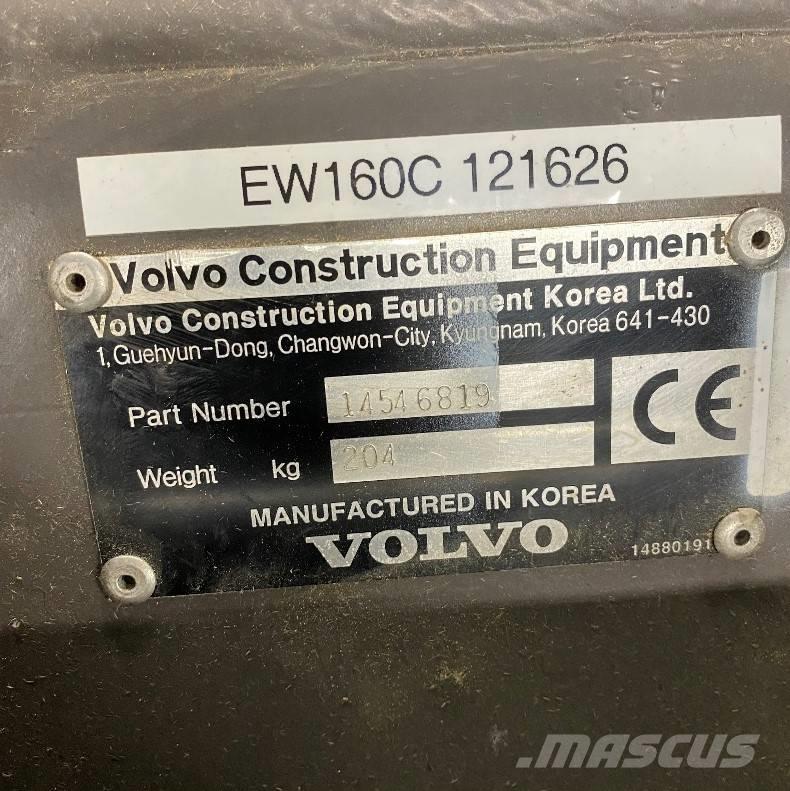 EW160C 121626
Volvo Construction Equipment
Volvo Construction Equipment Korea Ltd.
1, Guehyun-Dong, Changwon-City, Kyungnam, Korea 641-430
Part Number 14546819
CE
Weight kg 204
MANUFACTURED IN KOREA
VOLVO
1488019
MASCUS